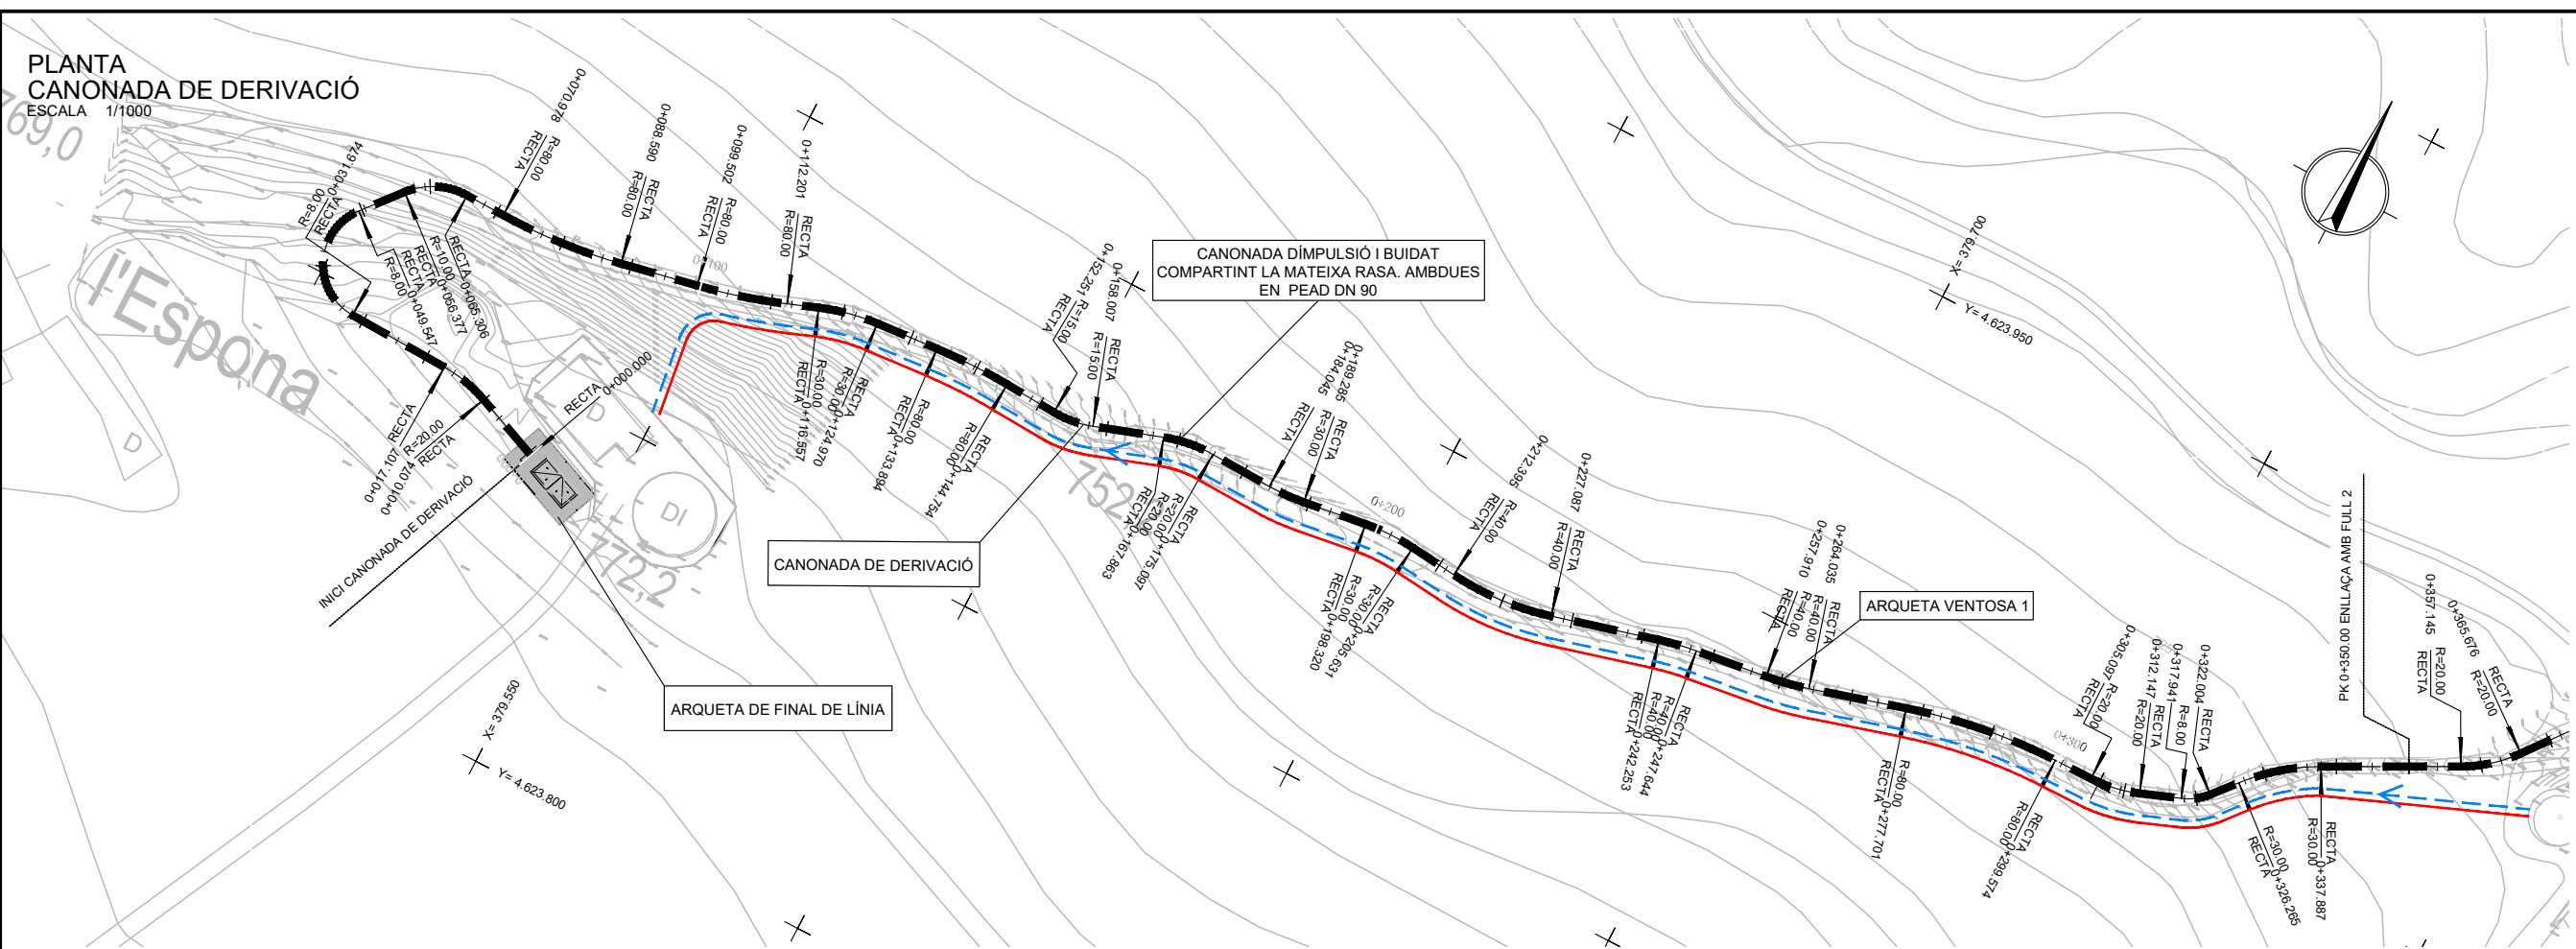 PLANTA
CANONADA DE DERIVACIÓ
ESCALA 1/1000
769,0
l'Espona
0+070.978
R=80.00
RECTA
0+088.590
RECTA
R=80.00
0+099.502
R=80.00
RECTA
0+112.201
RECTA
R=80.00
0+100
R=8.00
RECTA 0+031.674
RECTA 0+065.306
R=10.00
RECTA 0+056.377
RECTA 0+049.547
R=8.00
RECTA 0+000.000
0+017.107 RECTA
R=20.00
0+010.074 RECTA
INICI CANONADA DE DERIVACIÓ
D
D
DI
772,2
752
CANONADA DÍMPULSIÓ I BUIDAT
COMPARTINT LA MATEIXA RASA. AMBDUES
EN PEAD DN 90
CANONADA DE DERIVACIÓ
ARQUETA DE FINAL DE LÍNIA
ARQUETA VENTOSA 1
R=30.00
RECTA 0+116.557
RECTA
R=30.00 0+124.970
R=80.00
RECTA 0+133.894
RECTA
R=80.00 0+144.754
0+152.251 R=15.00
RECTA
0+158.007 RECTA
R=15.00
R=20.00
RECTA 0+167.863
RECTA
R=20.00 0+175.097
0+184.045
RECTA
0+189.285 RECTA
R=30.00
0+200
R=30.00
RECTA 0+198.320
RECTA
R=30.00 0+205.631
0+212.395 R=40.00
RECTA
0+227.087 RECTA
R=40.00
R=40.00
RECTA 0+242.253
RECTA
R=40.00 0+247.644
0+257.910 R=40.00
RECTA
0+264.035 RECTA
R=40.00
R=80.00
RECTA 0+277.701
RECTA
R=80.00 0+299.574
0+300
0+305.097 R=20.00
RECTA
0+312.147 RECTA
R=20.00
0+317.941 R=8.00
0+322.004 RECTA
R=30.00
RECTA 0+326.265
RECTA
R=30.00 0+337.887
PK-0+350.00 ENLLAÇA AMB FULL 2
0+357.145 R=20.00
RECTA
0+365.676 RECTA
R=20.00
X= 379.700
Y= 4.623.950
X= 379.550
Y= 4.623.800